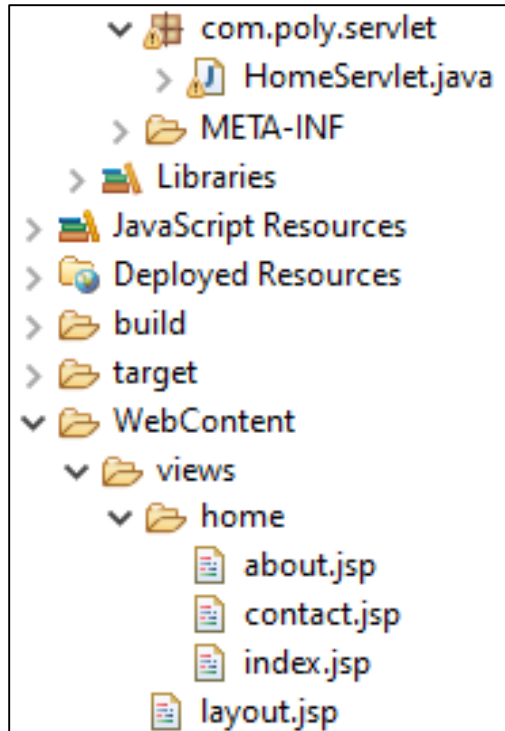 com.poly.servlet
HomeServlet.java
META-INF
Libraries
JavaScript Resources
Deployed Resources
build
target
WebContent
views
home
about.jsp
contact.jsp
index.jsp
layout.jsp